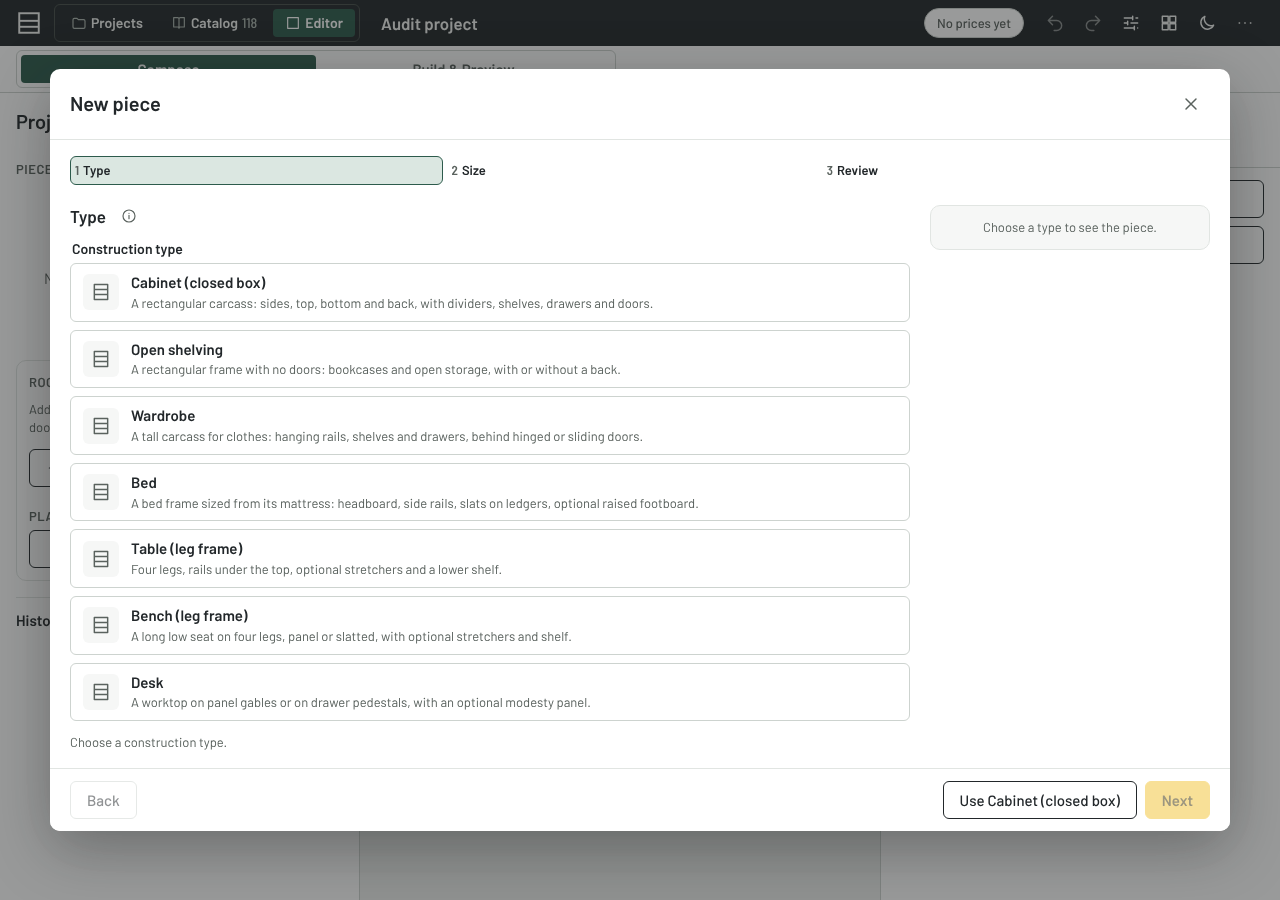 Projects
Catalog 118
Editor
Audit project
No prices yet
New piece
1 Type
2 Size
3 Review
Type
Construction type
Cabinet (closed box)
A rectangular carcass: sides, top, bottom and back, with dividers, shelves, drawers and doors.
Open shelving
A rectangular frame with no doors: bookcases and open storage, with or without a back.
Wardrobe
A tall carcass for clothes: hanging rails, shelves and drawers, behind hinged or sliding doors.
Bed
A bed frame sized from its mattress: headboard, side rails, slats on ledgers, optional raised footboard.
Table (leg frame)
Four legs, rails under the top, optional stretchers and a lower shelf.
Bench (leg frame)
A long low seat on four legs, panel or slatted, with optional stretchers and shelf.
Desk
A worktop on panel gables or on drawer pedestals, with an optional modesty panel.
Choose a construction type.
Choose a type to see the piece.
Back
Use Cabinet (closed box)
Next